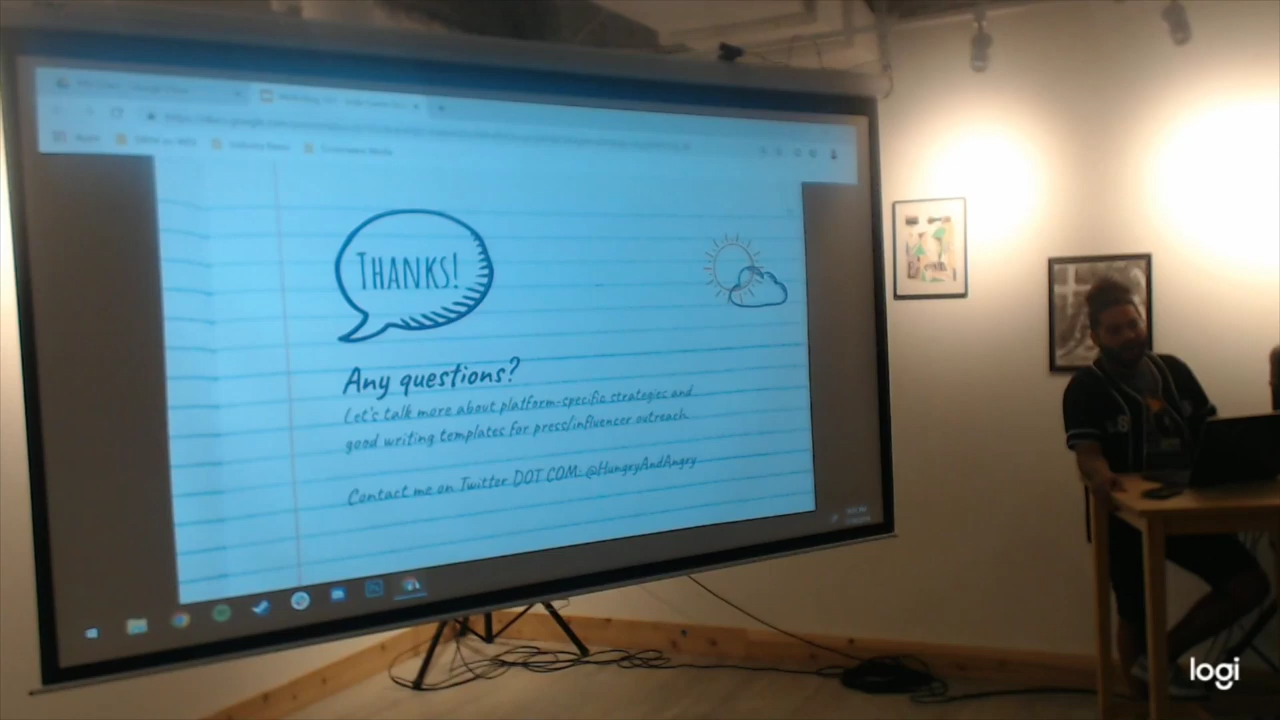 THANKS!
Any questions?
Let's talk more about platform-specific strategies and
good writing templates for press/influencer outreach.
Contact me on Twitter DOT COM: @HungryAndAngry
logi